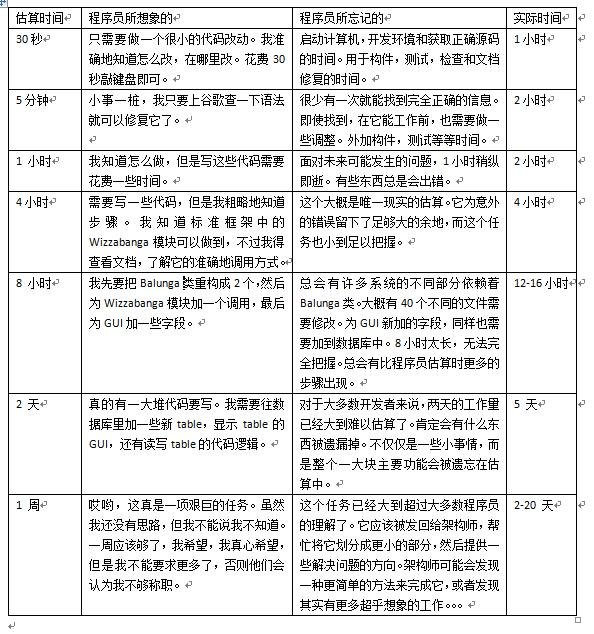 估算时间 程序员所想象的 程序员所忘记的 实际时间
30 秒 只需要做一个很小的代码改动。我准 启动计算机，开发环境和获取正确源码 1 小时
确地知道怎么改，在哪里改。花费 30 的时间。用于构件，测试，检查和文档
秒敲键盘即可。 修复的时间。
5 分钟 小事一桩，我只要上谷歌查一下语法 很少有一次就能找到完全正确的信息。 2 小时
就可以修复它了。 即使找到，在它能工作前，也需要做一
些调整。外加构件，测试等等时间。
1 小时 我知道怎么做，但是写这些代码需要 面对未来可能发生的问题，1 小时稍纵 2 小时
花费一些时间。 即逝。有些东西总是会出错。
4 小时 需要写一些代码，但是我粗略地知道 这个大概是唯一现实的估算。它为意外 4 小时
步骤。我知道标准框架中的 的错误留下了足够大的余地，而这个任
Wizzabanga 模块可以做到，不过我得 务也小到足以把握。
查看文档，了解它的准确地调用方式。
8 小时 我先要把 Balunga 类重构成 2 个，然后 总会有许多系统的不同部分依赖着 12-16 小时
为 Wizzabanga 模块加一个调用，最后 Balunga 类。大概有 40 个不同的文件需
为 GUI 加一些字段。 要修改。为 GUI 新加的字段，同样也需
要加到数据库中。8 小时太长，无法完
全把握。总会有比程序员估算时更多的
步骤出现。
2 天 真的有一大堆代码要写。我需要往数 对于大多数开发者来说，两天的工作量 5 天
据库里加一些新 table，显示 table 的 已经大到难以估算了。肯定会有什么东
GUI，还有读写 table 的代码逻辑。 西被遗漏掉。不仅仅是一些小事情，而
是整个一大块主要功能会被遗忘在估
算中。
1 周 哎哟，这真是一项艰巨的任务。虽然 这个任务已经大到超过大多数程序员 2-20 天
我还没有思路，但我不能说我不知道。 的理解了。它应该被发回给架构师，帮
一周应该够了，我希望，我真心希望， 忙将它划分成更小的部分，然后提供一
但是我不能要求更多了，否则他们会 些解决问题的方向。架构师可能会发现
认为我不够称职。 一种更简单的方法来完成它，或者发现
其实有更多超乎想象的工作。。。